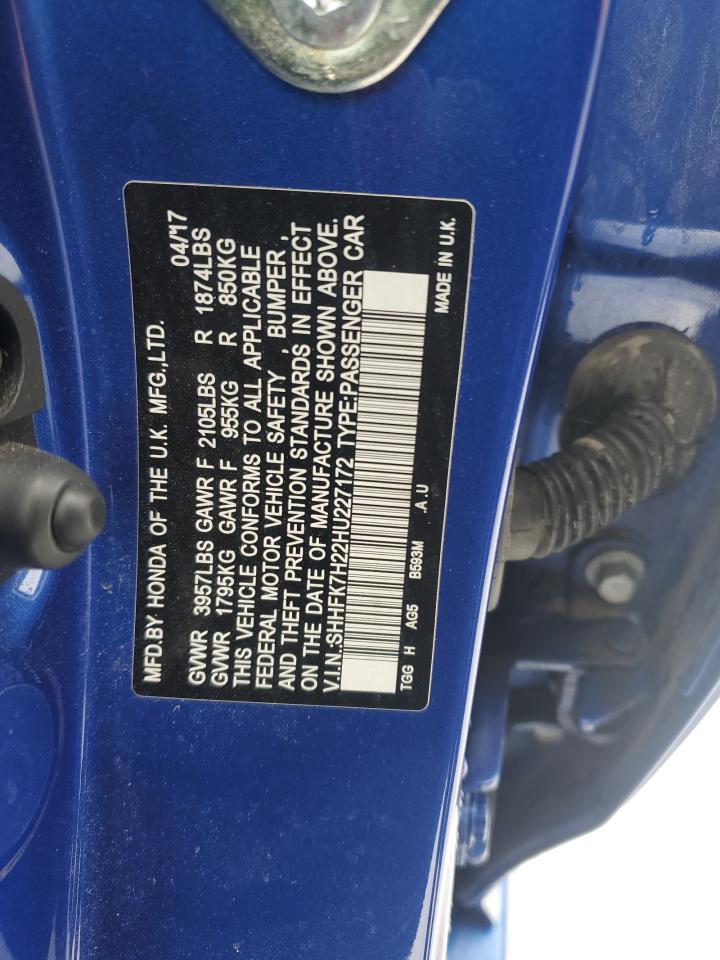 MFD.BY HONDA OF THE U.K. MFG.,LTD. 04/'17
GVWR 3957LBS GAWR F 2105LBS R 1874LBS
GVWR 1795KG GAWR F 955KG R 850KG
THIS VEHICLE CONFORMS TO ALL APPLICABLE
FEDERAL MOTOR VEHICLE SAFETY , BUMPER ,
AND THEFT PREVENTION STANDARDS IN EFFECT
ON THE DATE OF MANUFACTURE SHOWN ABOVE.
V.I.N.:SHHFK7H22HU227172 TYPE:PASSENGER CAR
TGG H AG5 B593M .A .U MADE IN U.K.